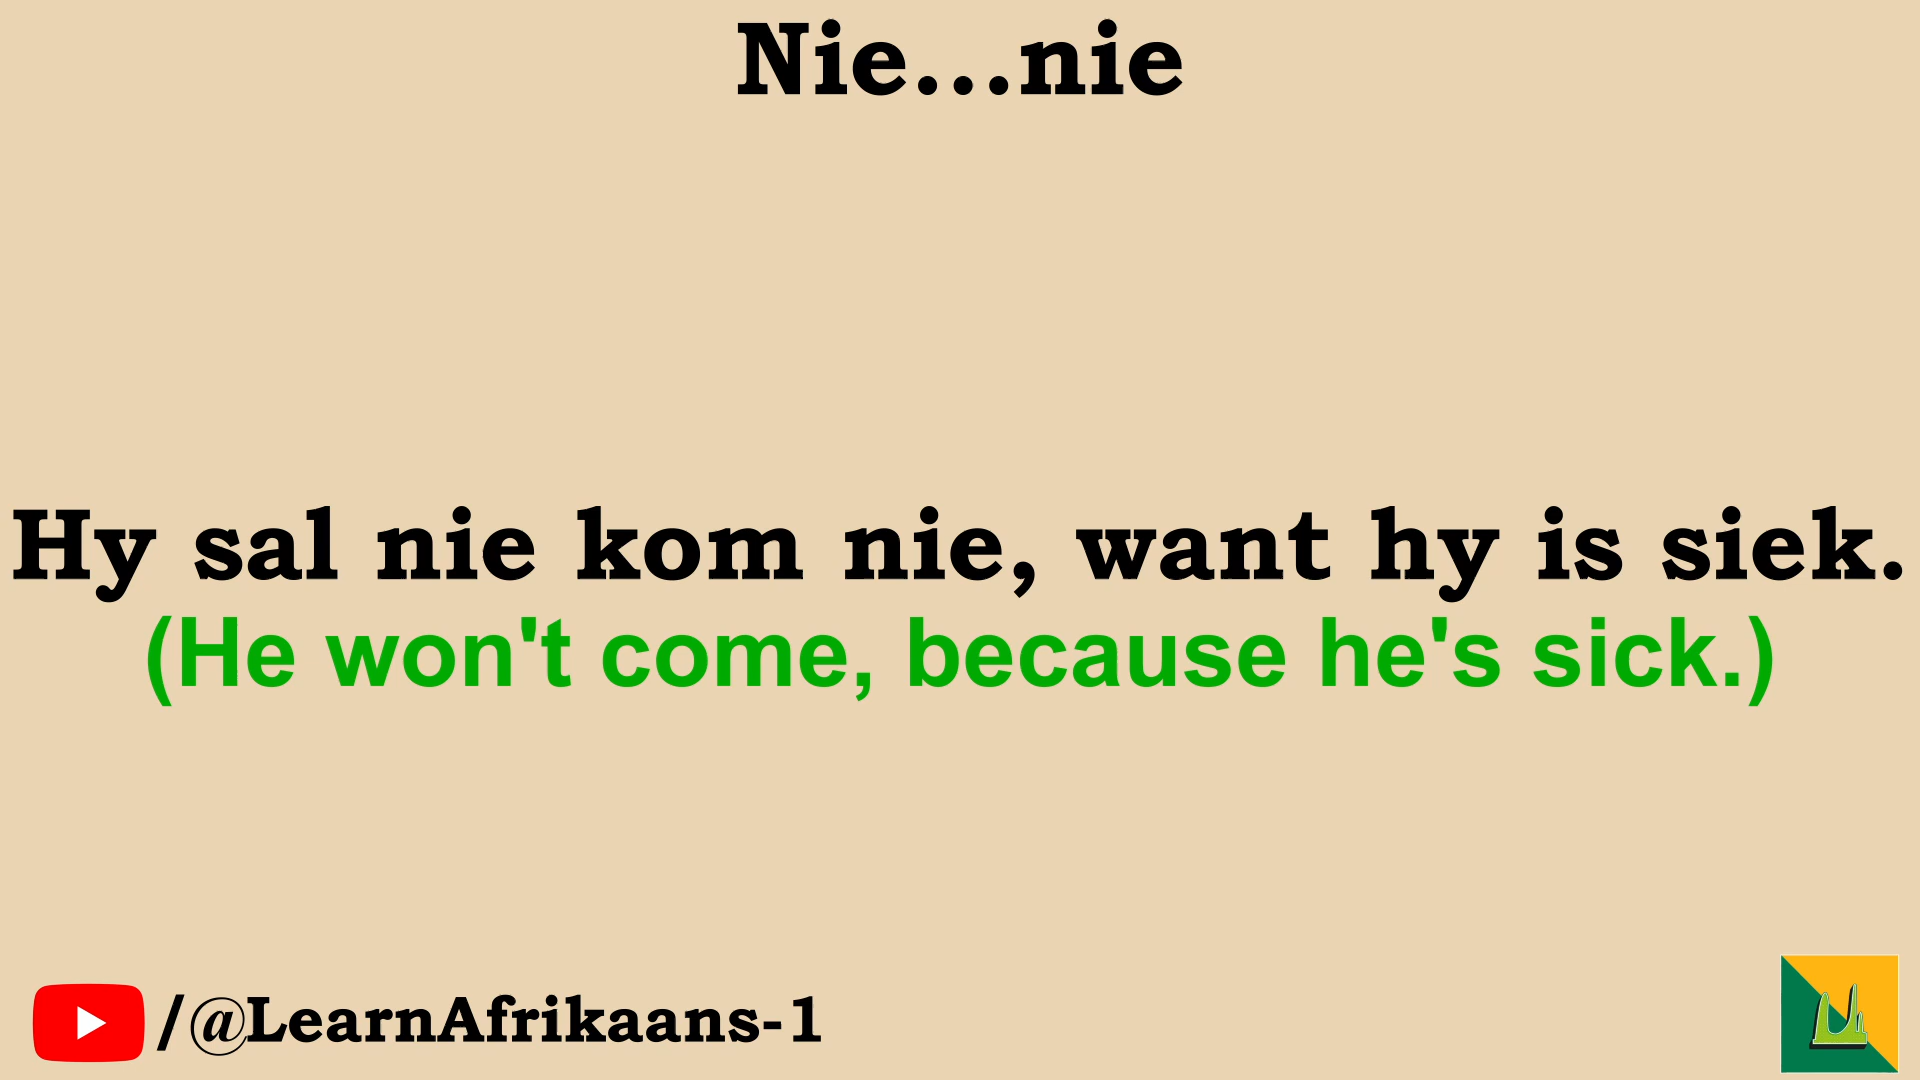 Nie...nie
Hy sal nie kom nie, want hy is siek.
(He won't come, because he's sick.)
/@LearnAfrikaans-1